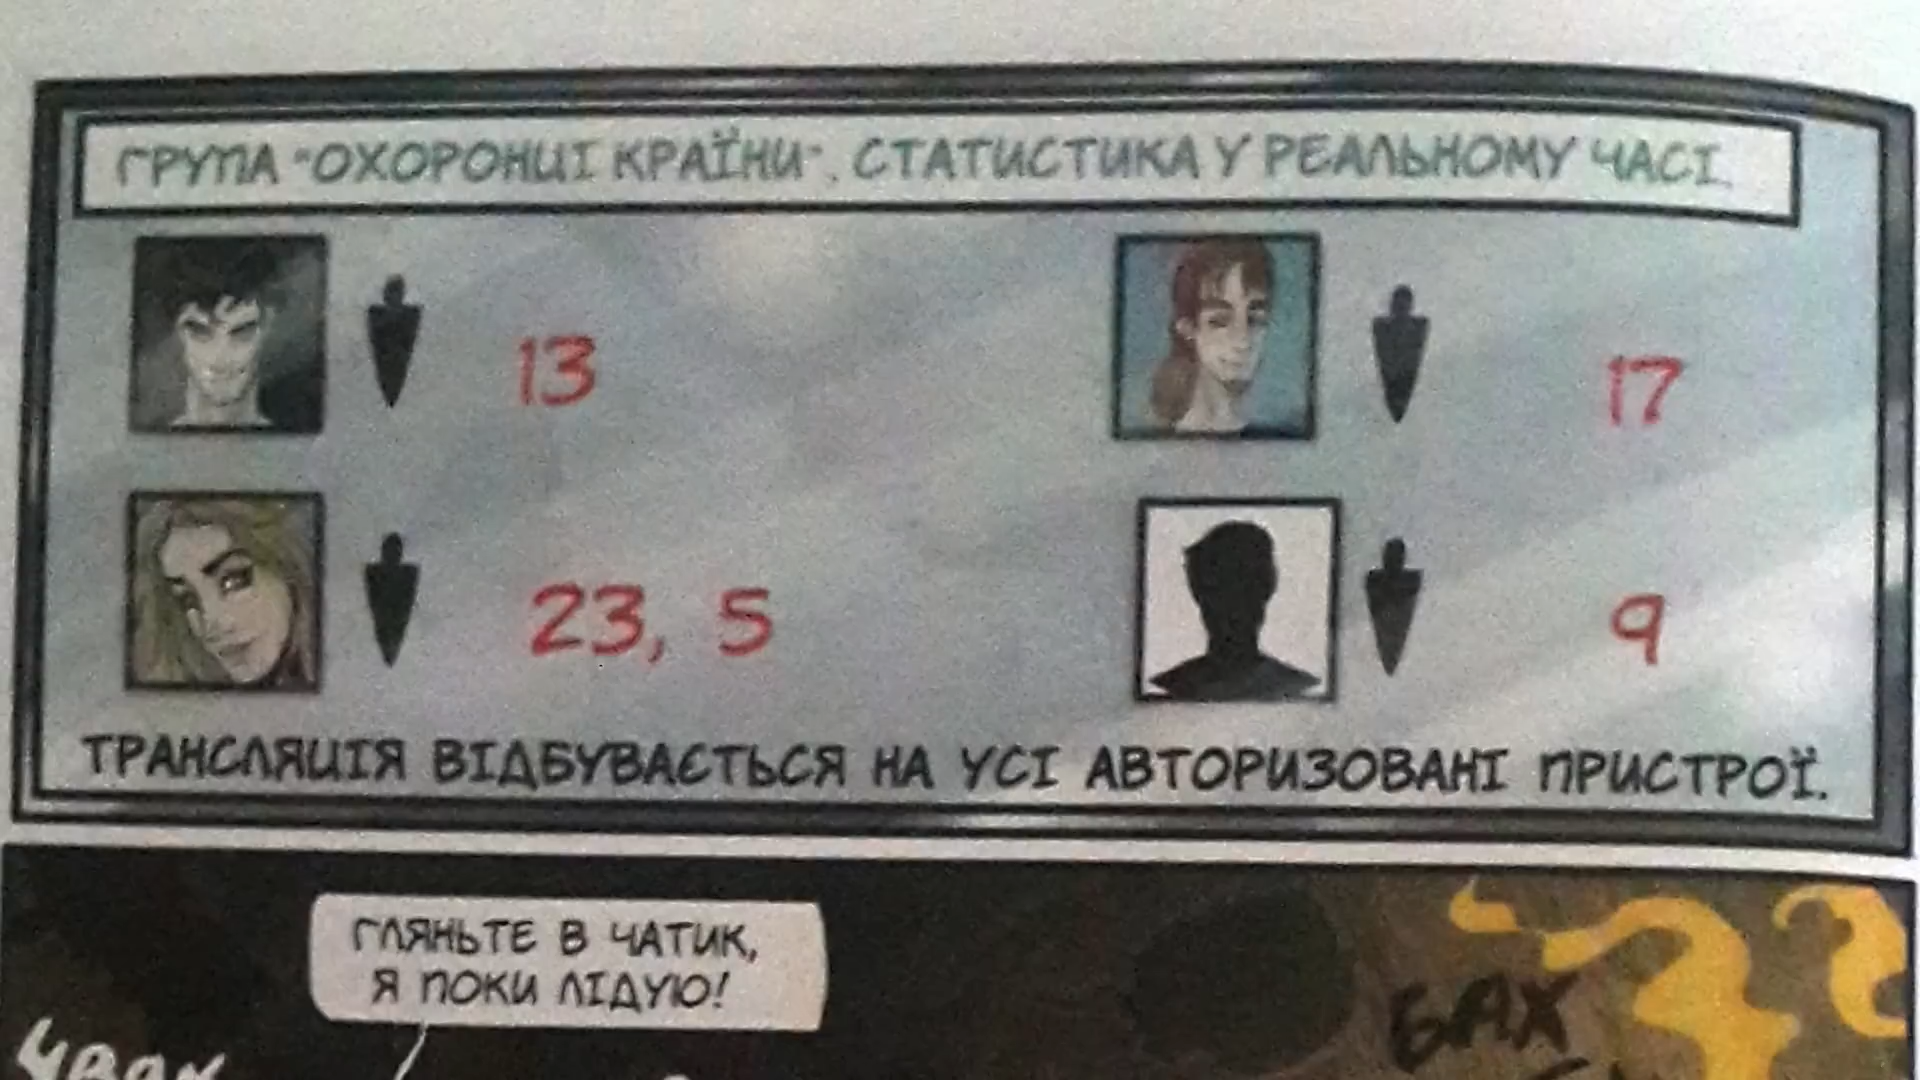 ГРУПА "ОХОРОНЦІ КРАЇНИ". СТАТИСТИКА У РЕАЛЬНОМУ ЧАСІ.
13
17
23, 5
9
ТРАНСЛЯЦІЯ ВІДБУВАЄТЬСЯ НА УСІ АВТОРИЗОВАНІ ПРИСТРОЇ.
ГЛЯНЬТЕ В ЧАТИК,
Я ПОКИ ЛІДУЮ!
БАХ